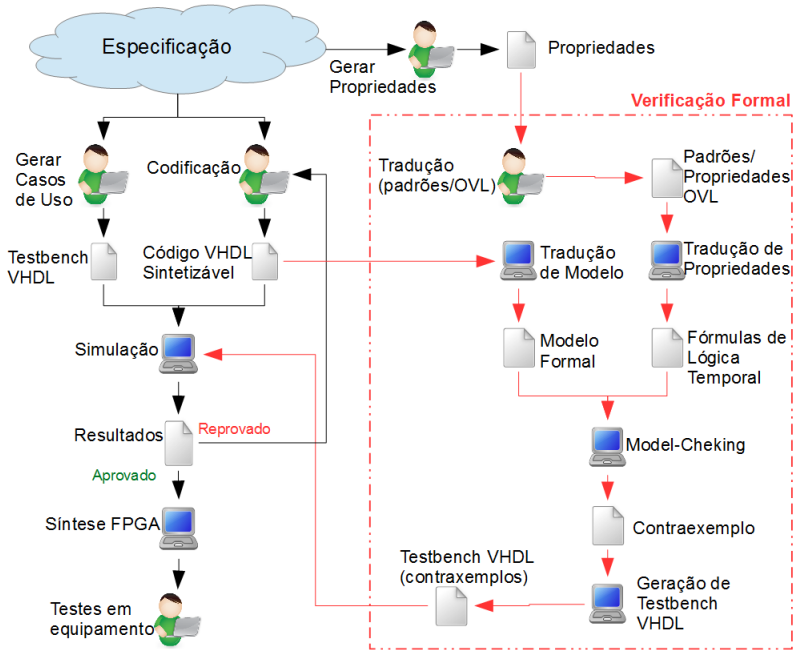 Especificação
Gerar
Propriedades
Propriedades
Verificação Formal
Gerar
Casos
de Uso
Codificação
Tradução
(padrões/OVL)
Padrões/
Propriedades
OVL
Testbench
VHDL
Código VHDL
Sintetizável
Tradução
de Modelo
Tradução de
Propriedades
Simulação
Modelo
Formal
Fórmulas de
Lógica
Temporal
Resultados
Reprovado
Aprovado
Model-Cheking
Síntese FPGA
Contraexemplo
Testbench VHDL
(contraxemplos)
Geração de
Testbench
VHDL
Testes em
equipamento